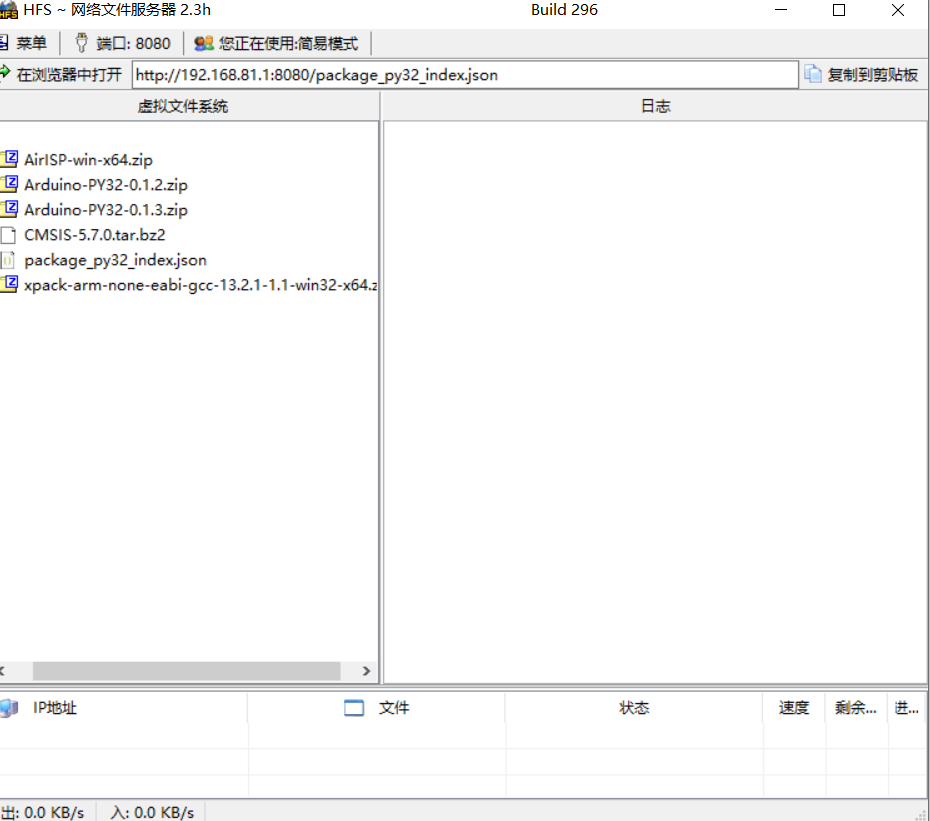 HFS ~ 网络文件服务器 2.3h Build 296
菜单 端口: 8080 您正在使用:简易模式
在浏览器中打开 http://192.168.81.1:8080/package_py32_index.json 复制到剪贴板
虚拟文件系统 日志
AirISP-win-x64.zip
Arduino-PY32-0.1.2.zip
Arduino-PY32-0.1.3.zip
CMSIS-5.7.0.tar.bz2
package_py32_index.json
xpack-arm-none-eabi-gcc-13.2.1-1.1-win32-x64.z
IP地址 文件 状态 速度 剩余... 进...
出: 0.0 KB/s 入: 0.0 KB/s